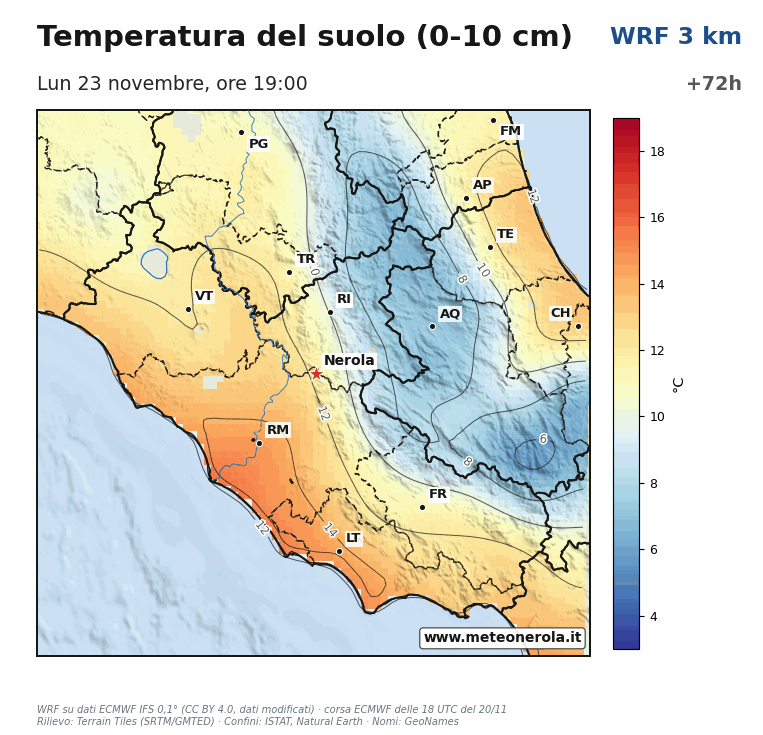 Temperatura del suolo (0-10 cm)
WRF 3 km
Lun 23 novembre, ore 19:00
+72h
FM
PG
AP
12
TE
TR
10
10
8
VT
RI
AQ
CH
Nerola
12
RM
6
8
FR
12
14
LT
www.meteonerola.it
18
16
14
12
10
8
6
4
°C
WRF su dati ECMWF IFS 0,1° (CC BY 4.0, dati modificati) · corsa ECMWF delle 18 UTC del 20/11
Rilievo: Terrain Tiles (SRTM/GMTED) · Confini: ISTAT, Natural Earth · Nomi: GeoNames